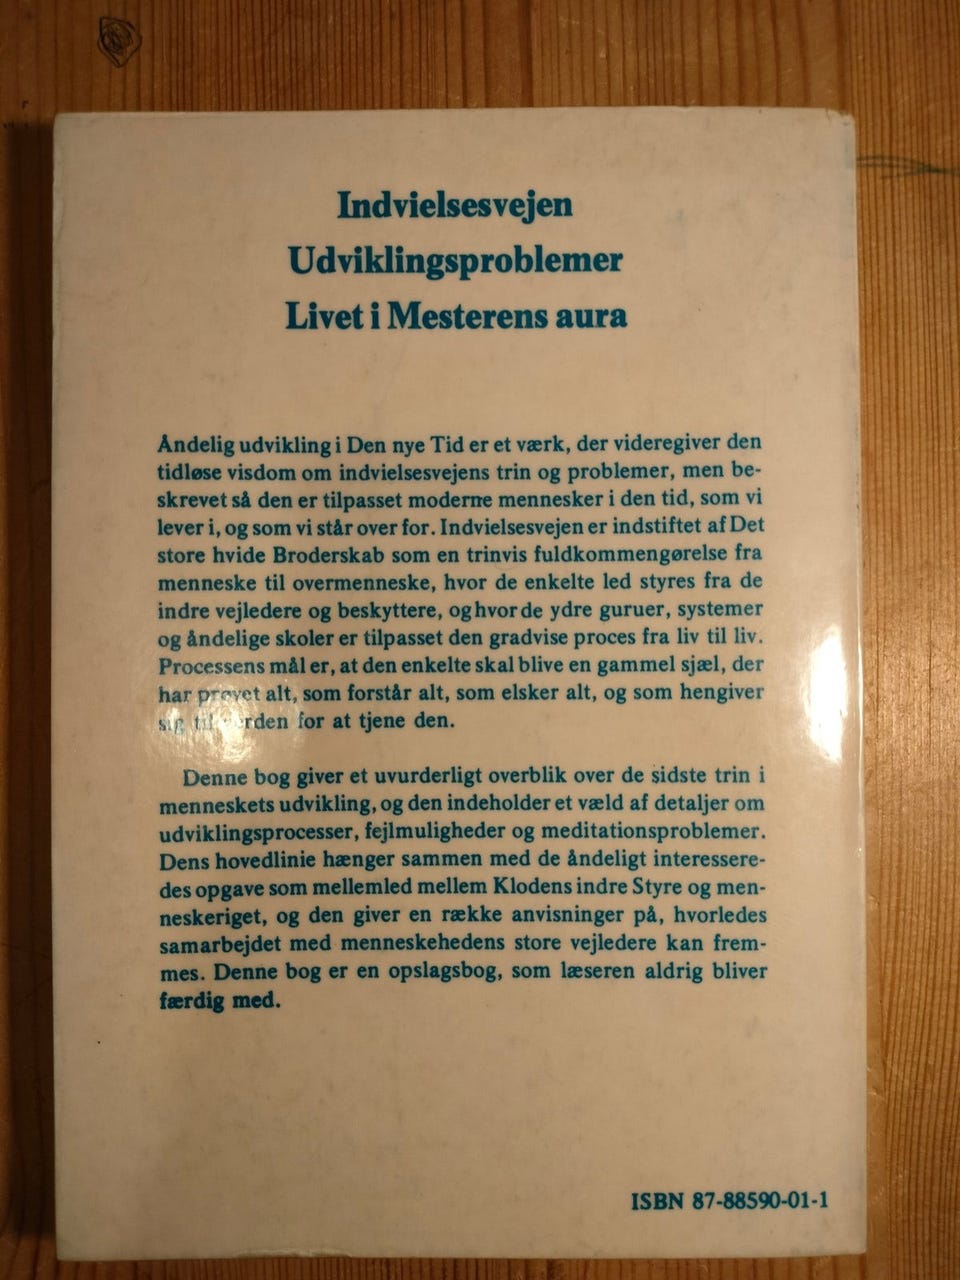 Indvielsesvejen
Udviklingsproblemer
Livet i Mesterens aura
Åndelig udvikling i Den nye Tid er et værk, der videregiver den
tidløse visdom om indvielsesvejens trin og problemer, men be-
skrevet så den er tilpasset moderne mennesker i den tid, som vi
lever i, og som vi står over for. Indvielsesvejen er indstiftet af Det
store hvide Broderskab som en trinvis fuldkommengørelse fra
menneske til overmenneske, hvor de enkelte led styres fra de
indre vejledere og beskyttere, og hvor de ydre guruer, systemer
og åndelige skoler er tilpasset den gradvise proces fra liv til liv.
Processens mål er, at den enkelte skal blive en gammel sjæl, der
har prøvet alt, som forstår alt, som elsker alt, og som hengiver
sig til verden for at tjene den.
Denne bog giver et uvurderligt overblik over de sidste trin i
menneskets udvikling, og den indeholder et væld af detaljer om
udviklingsprocesser, fejlmuligheder og meditationsproblemer.
Dens hovedlinie hænger sammen med de åndeligt interessere-
des opgave som mellemled mellem Klodens indre Styre og men-
neskeriget, og den giver en række anvisninger på, hvorledes
samarbejdet med menneskehedens store vejledere kan frem-
mes. Denne bog er en opslagsbog, som læseren aldrig bliver
færdig med.
ISBN 87-88590-01-1